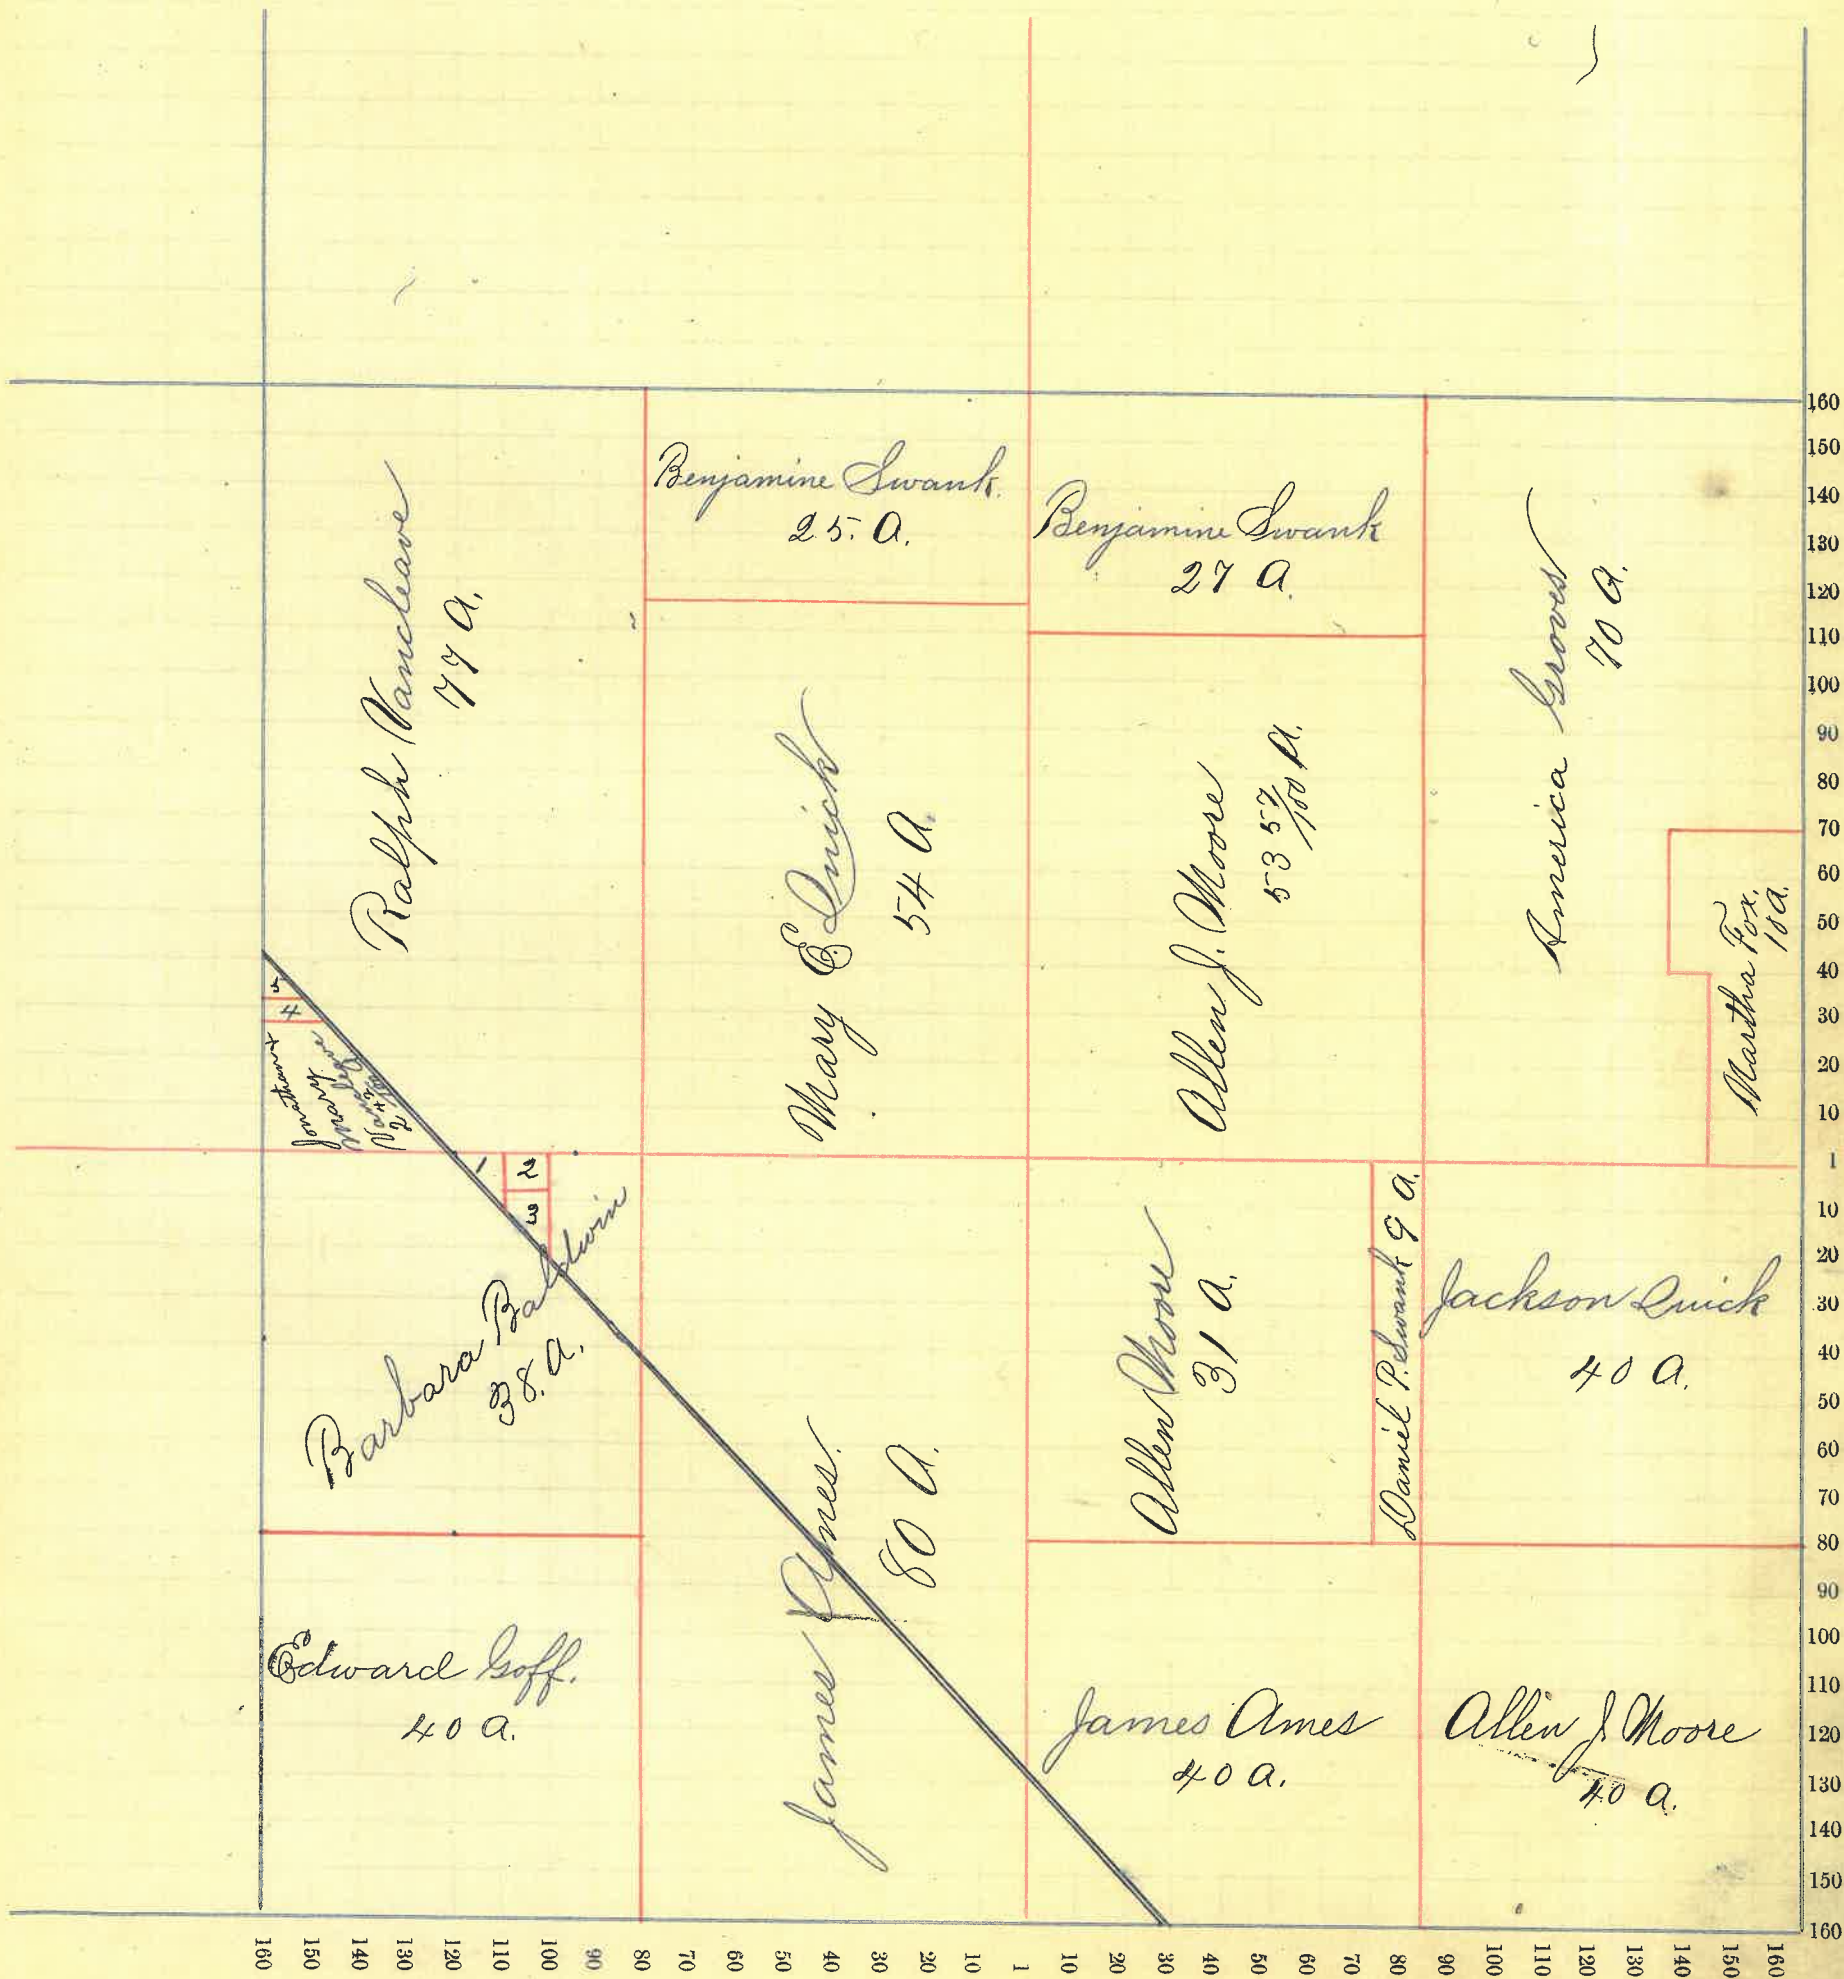 Benjamine Swank.
25. A.
Benjamine Swank
27 A.
Ralph Vancleave
77 A.
Mary E Quick
54 A.
Allen J. Moore
53 57/100 A.
America Groves
70 A.
Martha Fox.
10 A.
5
4
Jonathan +
Mary
1
2
3
Barbara Baldwin
38. A.
James Ames.
80 A.
Allen Moore
31 A.
Daniel P. Swank 9 A.
Jackson Quick
40 A.
Edward Goff.
40 A.
James Ames
40 A.
Allen J. Moore
40 A.
160
150
140
130
120
110
100
90
80
70
60
50
40
30
20
10
1
10
20
30
40
50
60
70
80
90
100
110
120
130
140
150
160
160 150 140 130 120 110 100 90 80 70 60 50 40 30 20 10 1 10 20 30 40 50 60 70 80 90 100 110 120 130 140 150 160